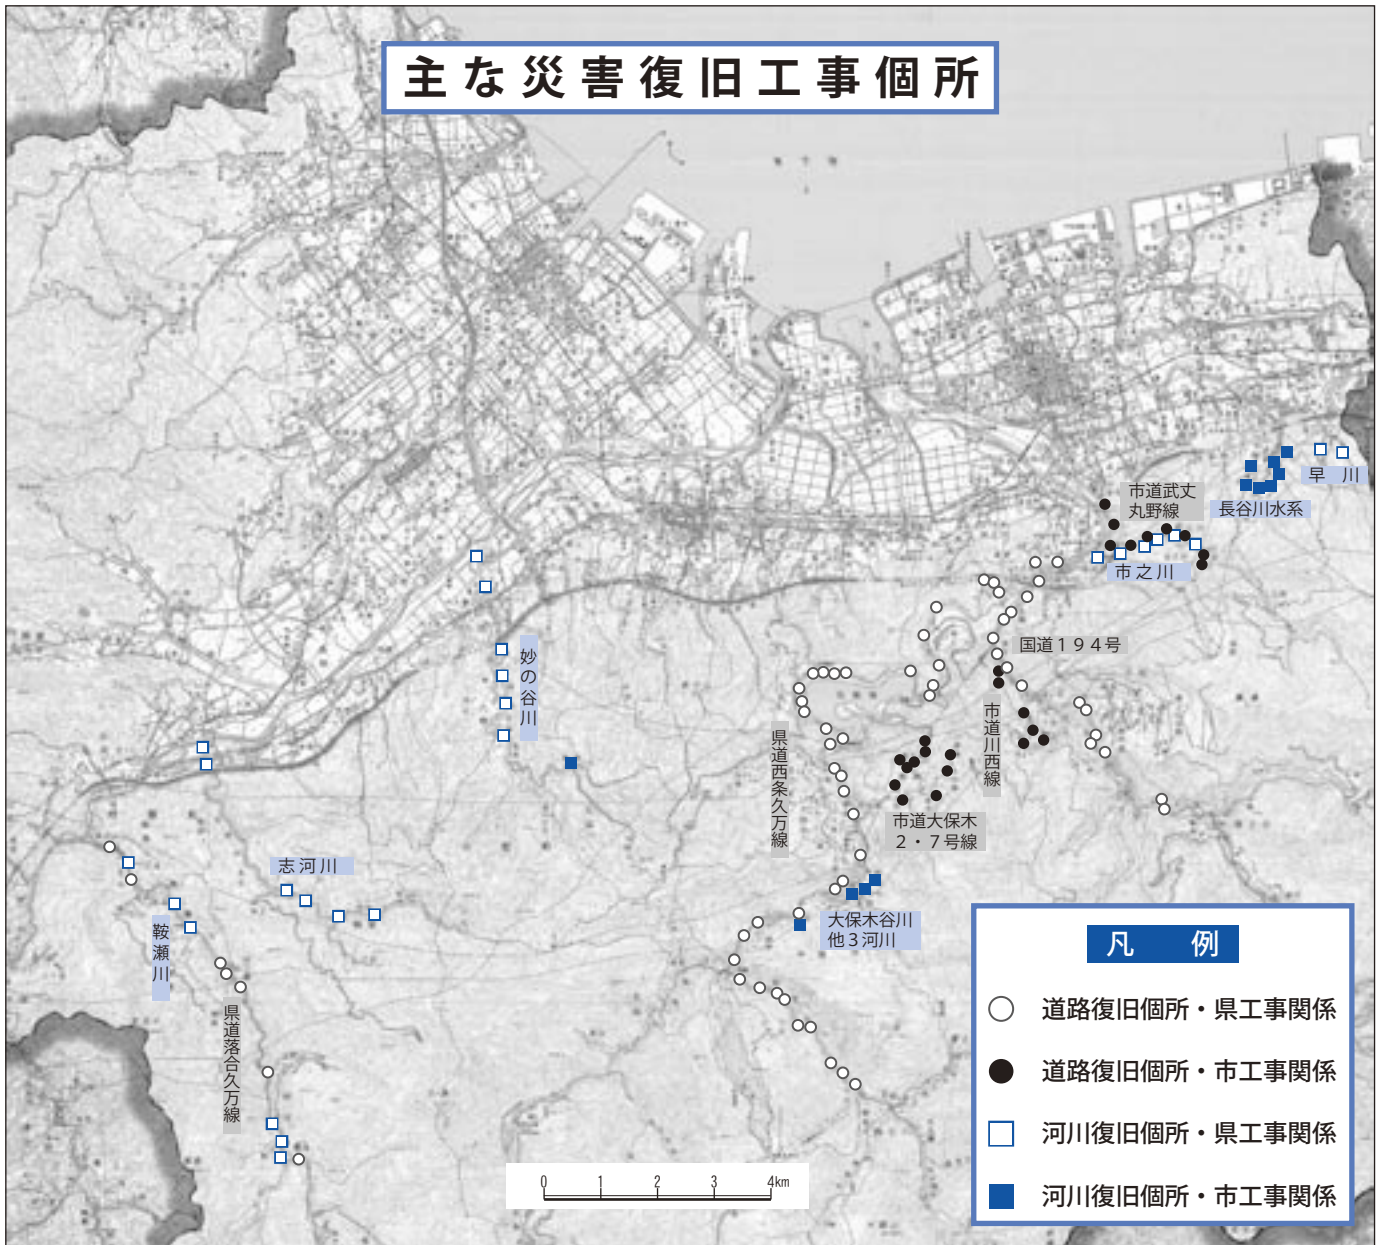 主な災害復旧工事個所
早川
長谷川水系
市道武丈
丸野線
市之川
国道194号
妙の谷川
市道川西線
県道西条久万線
市道大保木
2・7号線
志河川
大保木谷川
他3河川
鞍瀬川
県道落合久万線
凡例
道路復旧個所・県工事関係
道路復旧個所・市工事関係
河川復旧個所・県工事関係
河川復旧個所・市工事関係
0 1 2 3 4km